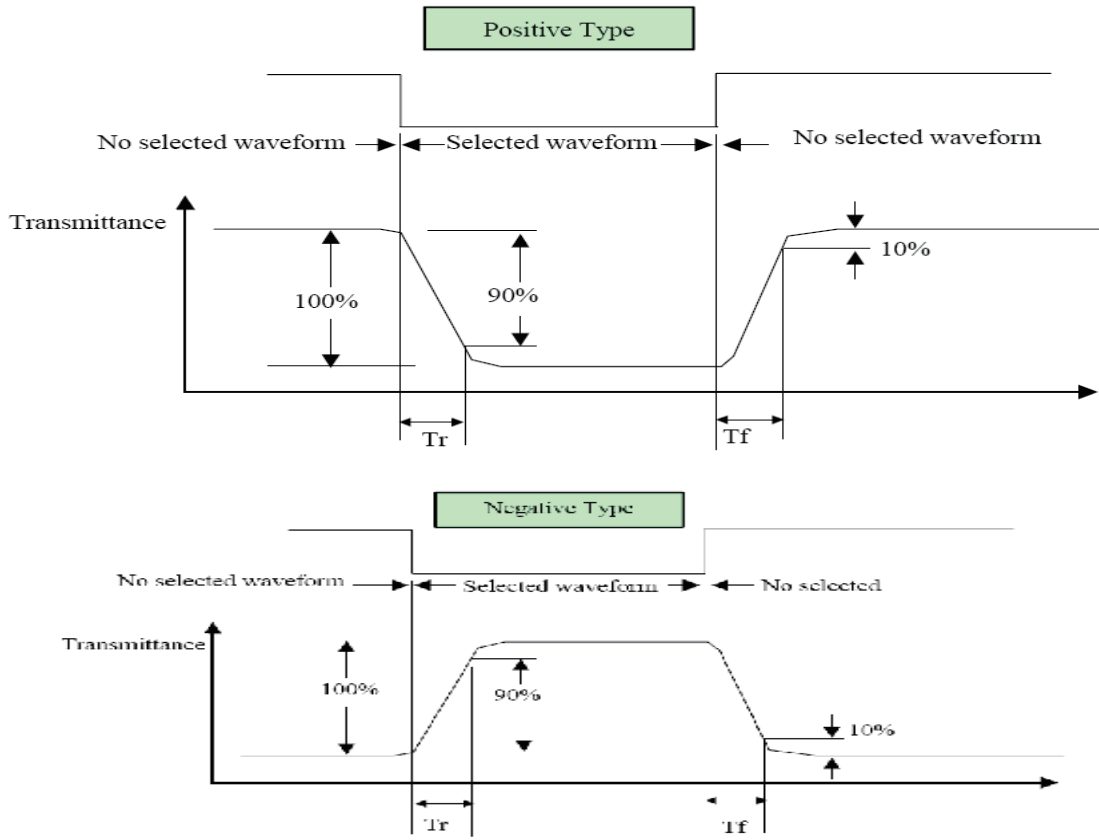 Positive Type
No selected waveform
Selected waveform
No selected waveform
Transmittance
100%
90%
10%
Tr
Tf
Negative Type
No selected waveform
Selected waveform
No selected
Transmittance
100%
90%
10%
Tr
Tf